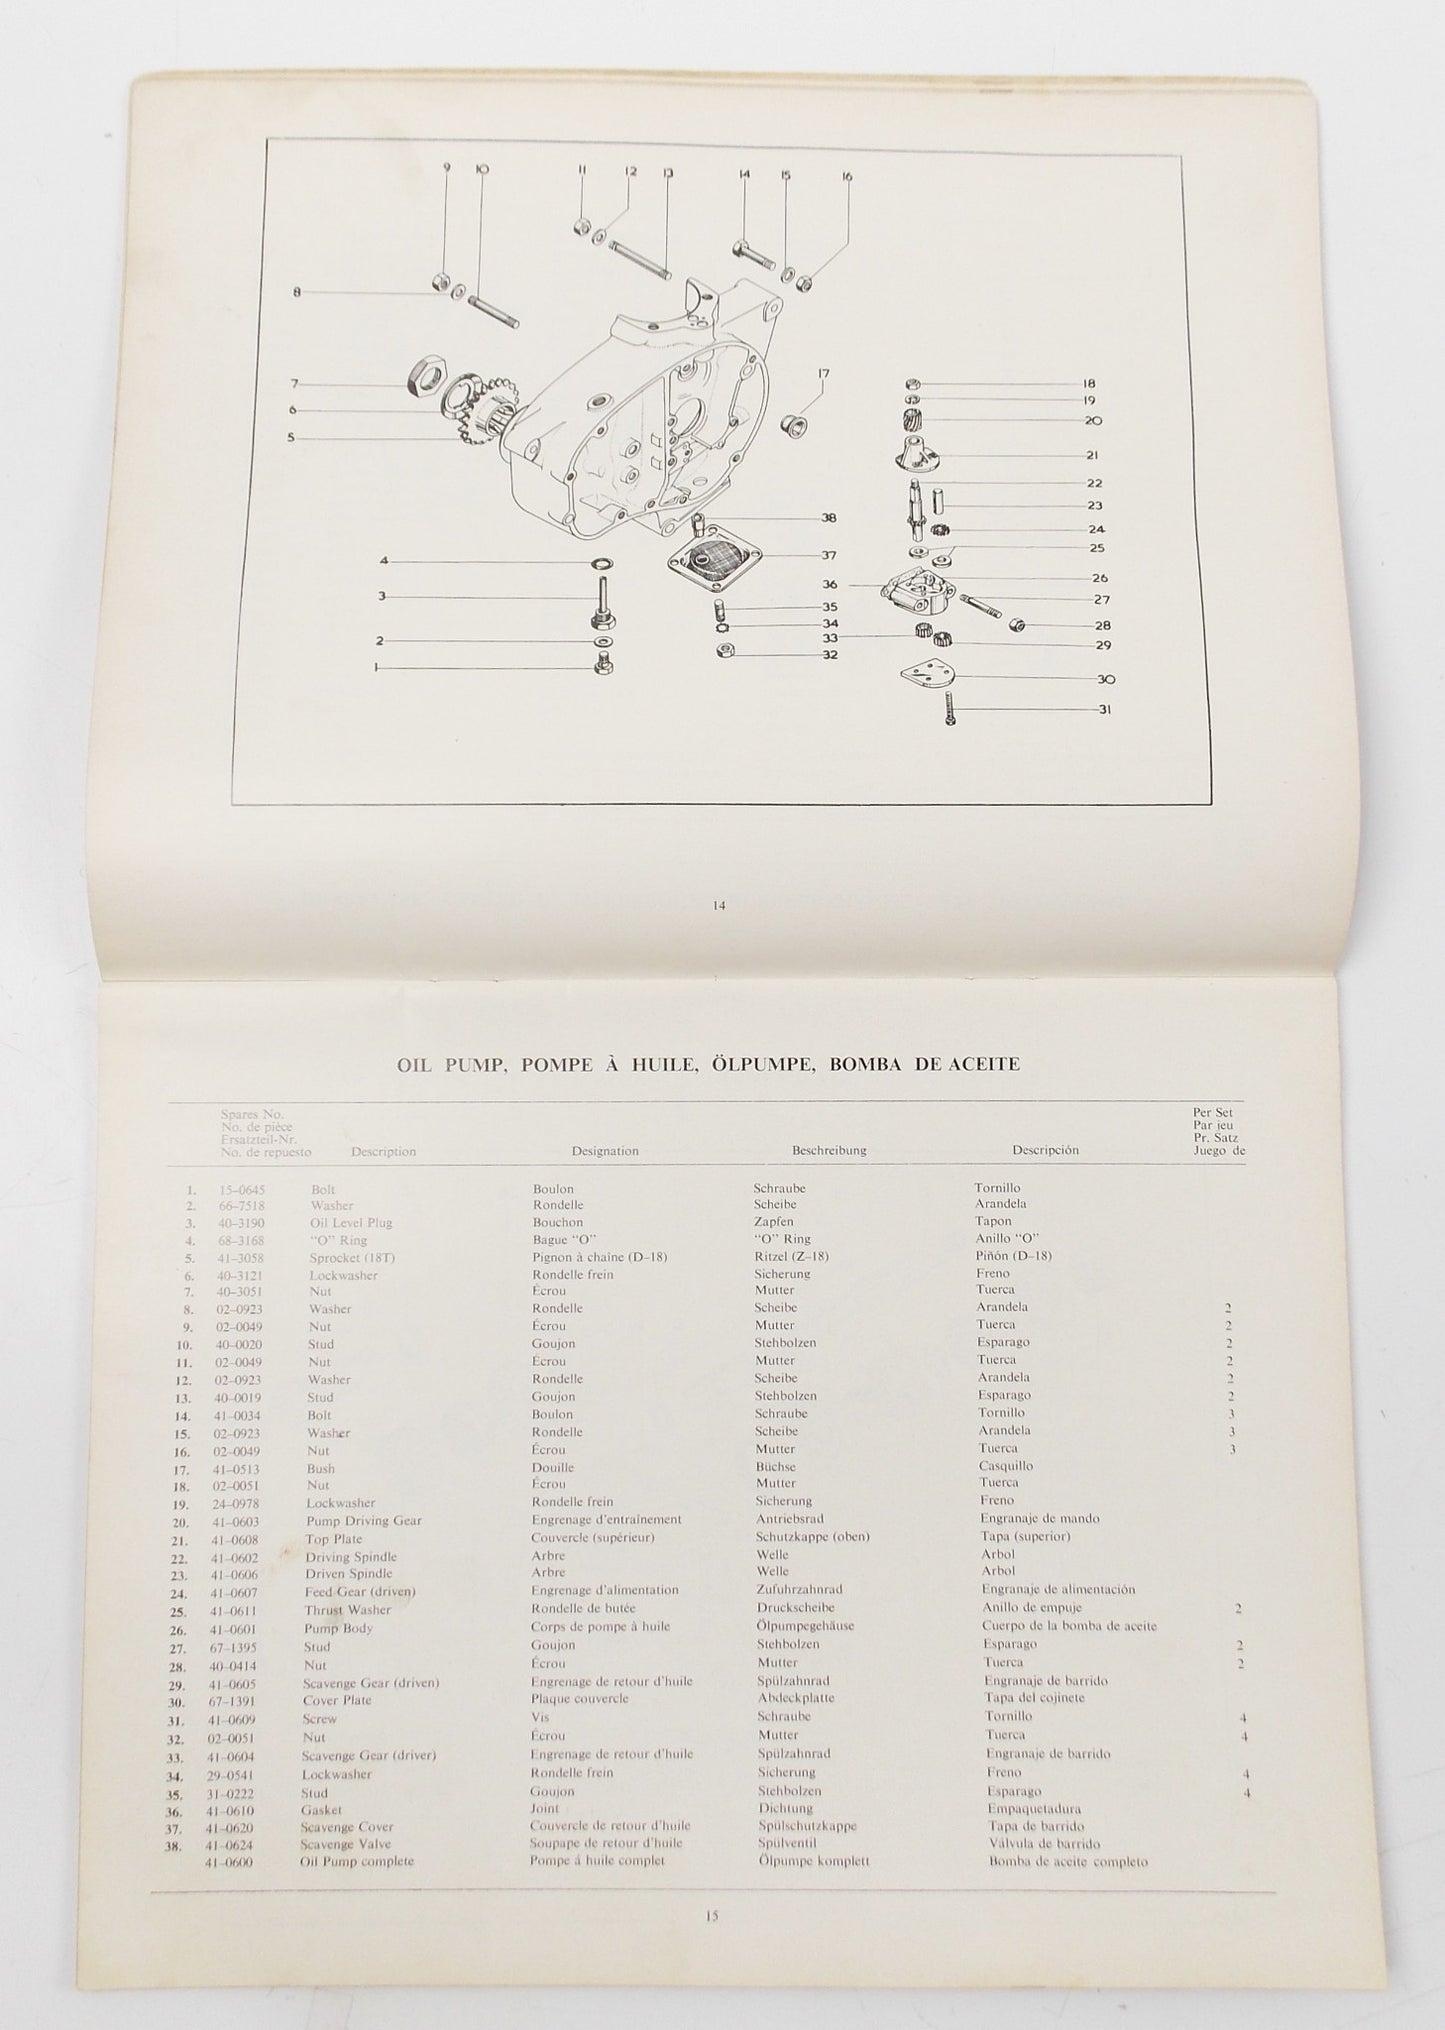 9 10 11 12 13 14 15 16
8
17
7
18
19
6
20
5
21
22
23
38
24
25
4
37
26
36
3
27
35
34
28
33
2
29
32
1
30
31
14
OIL PUMP, POMPE À HUILE, ÖLPUMPE, BOMBA DE ACEITE
Spares No. Per Set
No. de pièce Par jeu
Ersatzteil-Nr. Pr. Satz
No. de repuesto Description Designation Beschreibung Descripción Juego de
1. 15–0645 Bolt Boulon Schraube Tornillo
2. 66–7518 Washer Rondelle Scheibe Arandela
3. 40–3190 Oil Level Plug Bouchon Zapfen Tapon
4. 68–3168 “O” Ring Bague “O” “O” Ring Anillo “O”
5. 41–3058 Sprocket (18T) Pignon à chaîne (D–18) Ritzel (Z–18) Piñón (D–18)
6. 40–3121 Lockwasher Rondelle frein Sicherung Freno
7. 40–3051 Nut Écrou Mutter Tuerca
8. 02–0923 Washer Rondelle Scheibe Arandela 2
9. 02–0049 Nut Écrou Mutter Tuerca 2
10. 40–0020 Stud Goujon Stehbolzen Esparago 2
11. 02–0049 Nut Écrou Mutter Tuerca 2
12. 02–0923 Washer Rondelle Scheibe Arandela 2
13. 40–0019 Stud Goujon Stehbolzen Esparago 2
14. 41–0034 Bolt Boulon Schraube Tornillo 3
15. 02–0923 Washer Rondelle Scheibe Arandela 3
16. 02–0049 Nut Écrou Mutter Tuerca 3
17. 41–0513 Bush Douille Büchse Casquillo
18. 02–0051 Nut Écrou Mutter Tuerca
19. 24–0978 Lockwasher Rondelle frein Sicherung Freno
20. 41–0603 Pump Driving Gear Engrenage d’entraînement Antriebsrad Engranaje de mando
21. 41–0608 Top Plate Couvercle (supérieur) Schutzkappe (oben) Tapa (superior)
22. 41–0602 Driving Spindle Arbre Welle Arbol
23. 41–0606 Driven Spindle Arbre Welle Arbol
24. 41–0607 Feed Gear (driven) Engrenage d’alimentation Zufuhrzahnrad Engranaje de alimentación
25. 41–0611 Thrust Washer Rondelle de butée Druckscheibe Anillo de empuje 2
26. 41–0601 Pump Body Corps de pompe à huile Ölpumpegehäuse Cuerpo de la bomba de aceite
27. 67–1395 Stud Goujon Stehbolzen Esparago 2
28. 40–0414 Nut Écrou Mutter Tuerca 2
29. 41–0605 Scavenge Gear (driven) Engrenage de retour d’huile Spülzahnrad Engranaje de barrido
30. 67–1391 Cover Plate Plaque couvercle Abdeckplatte Tapa del cojinete
31. 41–0609 Screw Vis Schraube Tornillo 4
32. 02–0051 Nut Écrou Mutter Tuerca 4
33. 41–0604 Scavenge Gear (driver) Engrenage de retour d’huile Spülzahnrad Engranaje de barrido
34. 29–0541 Lockwasher Rondelle frein Sicherung Freno 4
35. 31–0222 Stud Goujon Stehbolzen Esparago 4
36. 41–0610 Gasket Joint Dichtung Empaquetadura
37. 41–0620 Scavenge Cover Couvercle de retour d’huile Spülschutzkappe Tapa de barrido
38. 41–0624 Scavenge Valve Soupape de retour d’huile Spülventil Válvula de barrido
41–0600 Oil Pump complete Pompe á huile complet Ölpumpe komplett Bomba de aceite completo
15